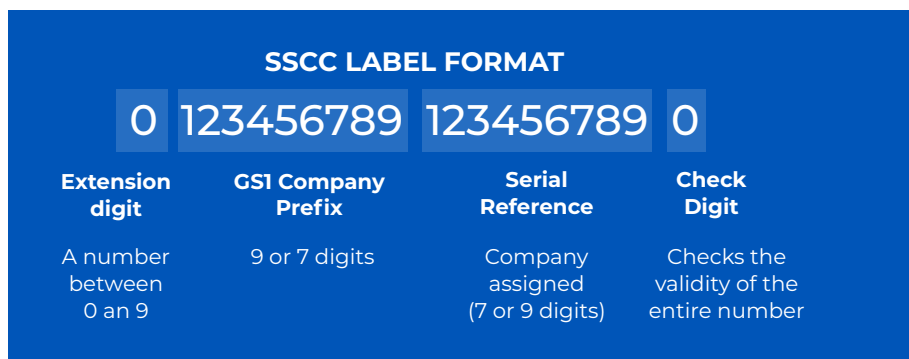 SSCC LABEL FORMAT
0 123456789 123456789 0
Extension digit
GS1 Company Prefix
Serial Reference
Check Digit
A number between 0 an 9
9 or 7 digits
Company assigned (7 or 9 digits)
Checks the validity of the entire number